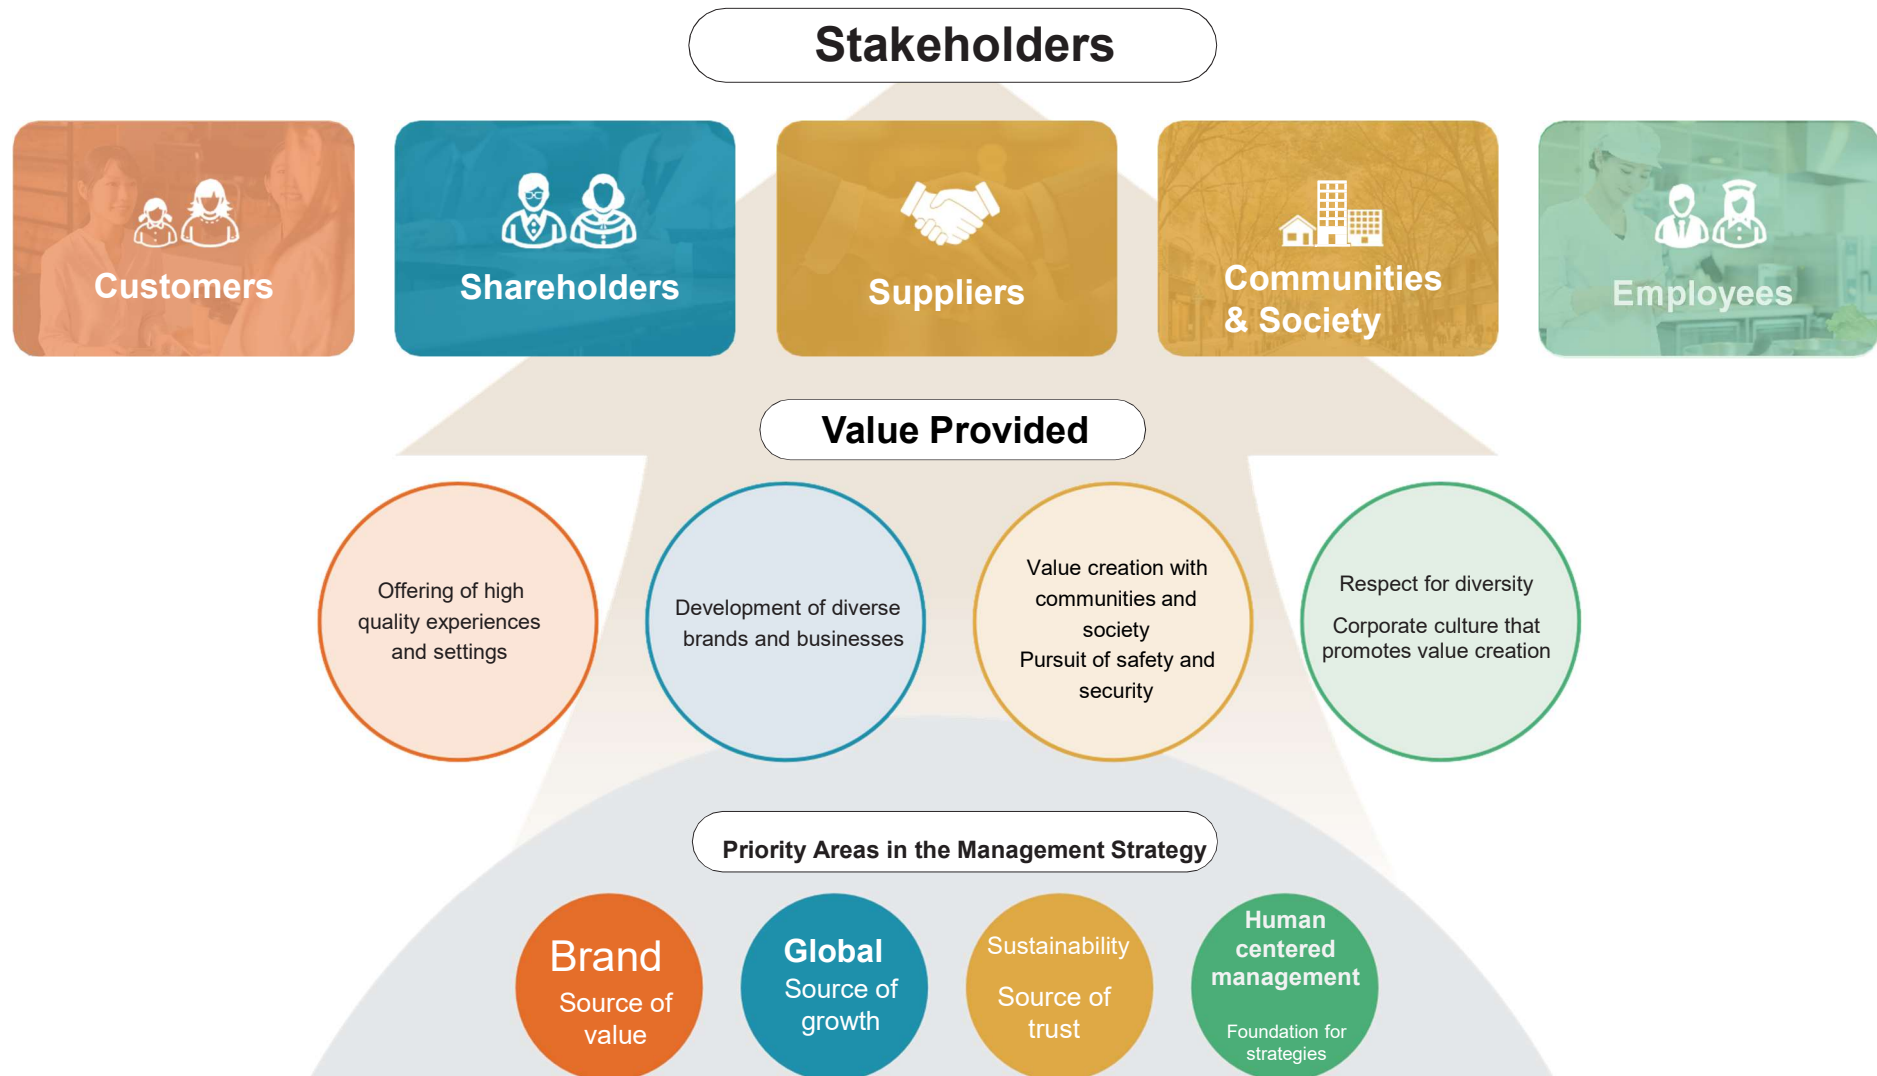 Stakeholders
Customers
Shareholders
Suppliers
Communities
& Society
Employees
Value Provided
Offering of high
quality experiences
and settings
Development of diverse
brands and businesses
Value creation with
communities and
society
Pursuit of safety and
security
Respect for diversity
Corporate culture that
promotes value creation
Priority Areas in the Management Strategy
Brand
Source of
value
Global
Source of
growth
Sustainability
Source of
trust
Human
centered
management
Foundation for
strategies